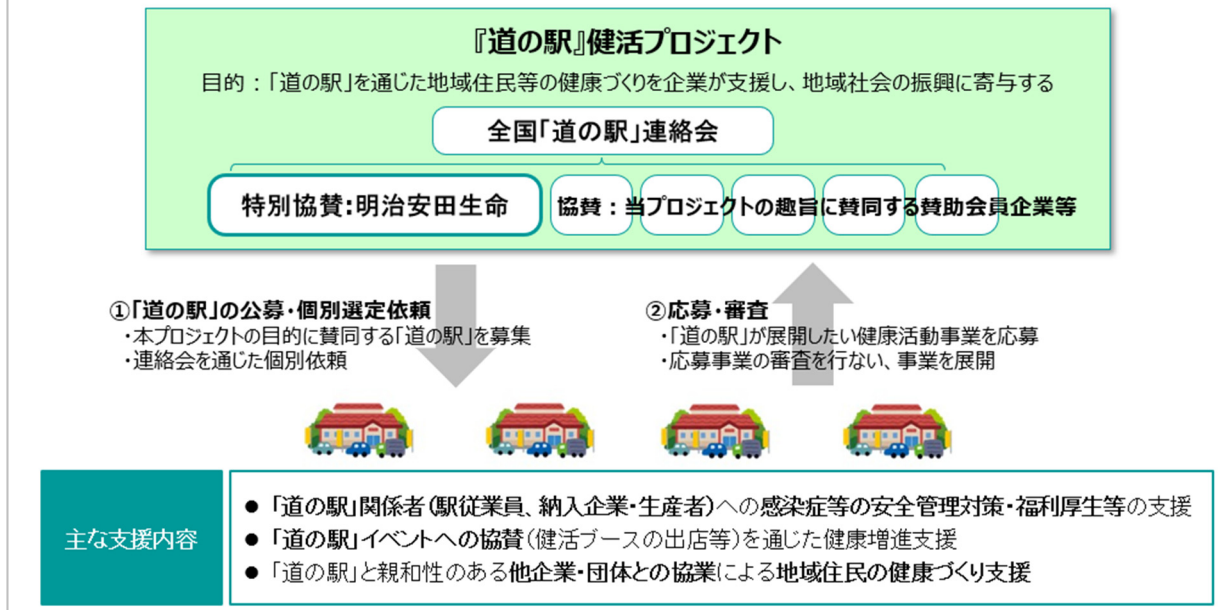 『道の駅』健活プロジェクト
目的：「道の駅」を通じた地域住民等の健康づくりを企業が支援し、地域社会の振興に寄与する
全国「道の駅」連絡会
特別協賛:明治安田生命
協賛：当プロジェクトの趣旨に賛同する賛助会員企業等
①「道の駅」の公募・個別選定依頼
・本プロジェクトの目的に賛同する「道の駅」を募集
・連絡会を通じた個別依頼
②応募・審査
・「道の駅」が展開したい健康活動事業を応募
・応募事業の審査を行ない、事業を展開
主な支援内容
● 「道の駅」関係者（駅従業員、納入企業・生産者）への感染症等の安全管理対策・福利厚生等の支援
● 「道の駅」イベントへの協賛（健活ブースの出店等）を通じた健康増進支援
● 「道の駅」と親和性のある他企業・団体との協業による地域住民の健康づくり支援